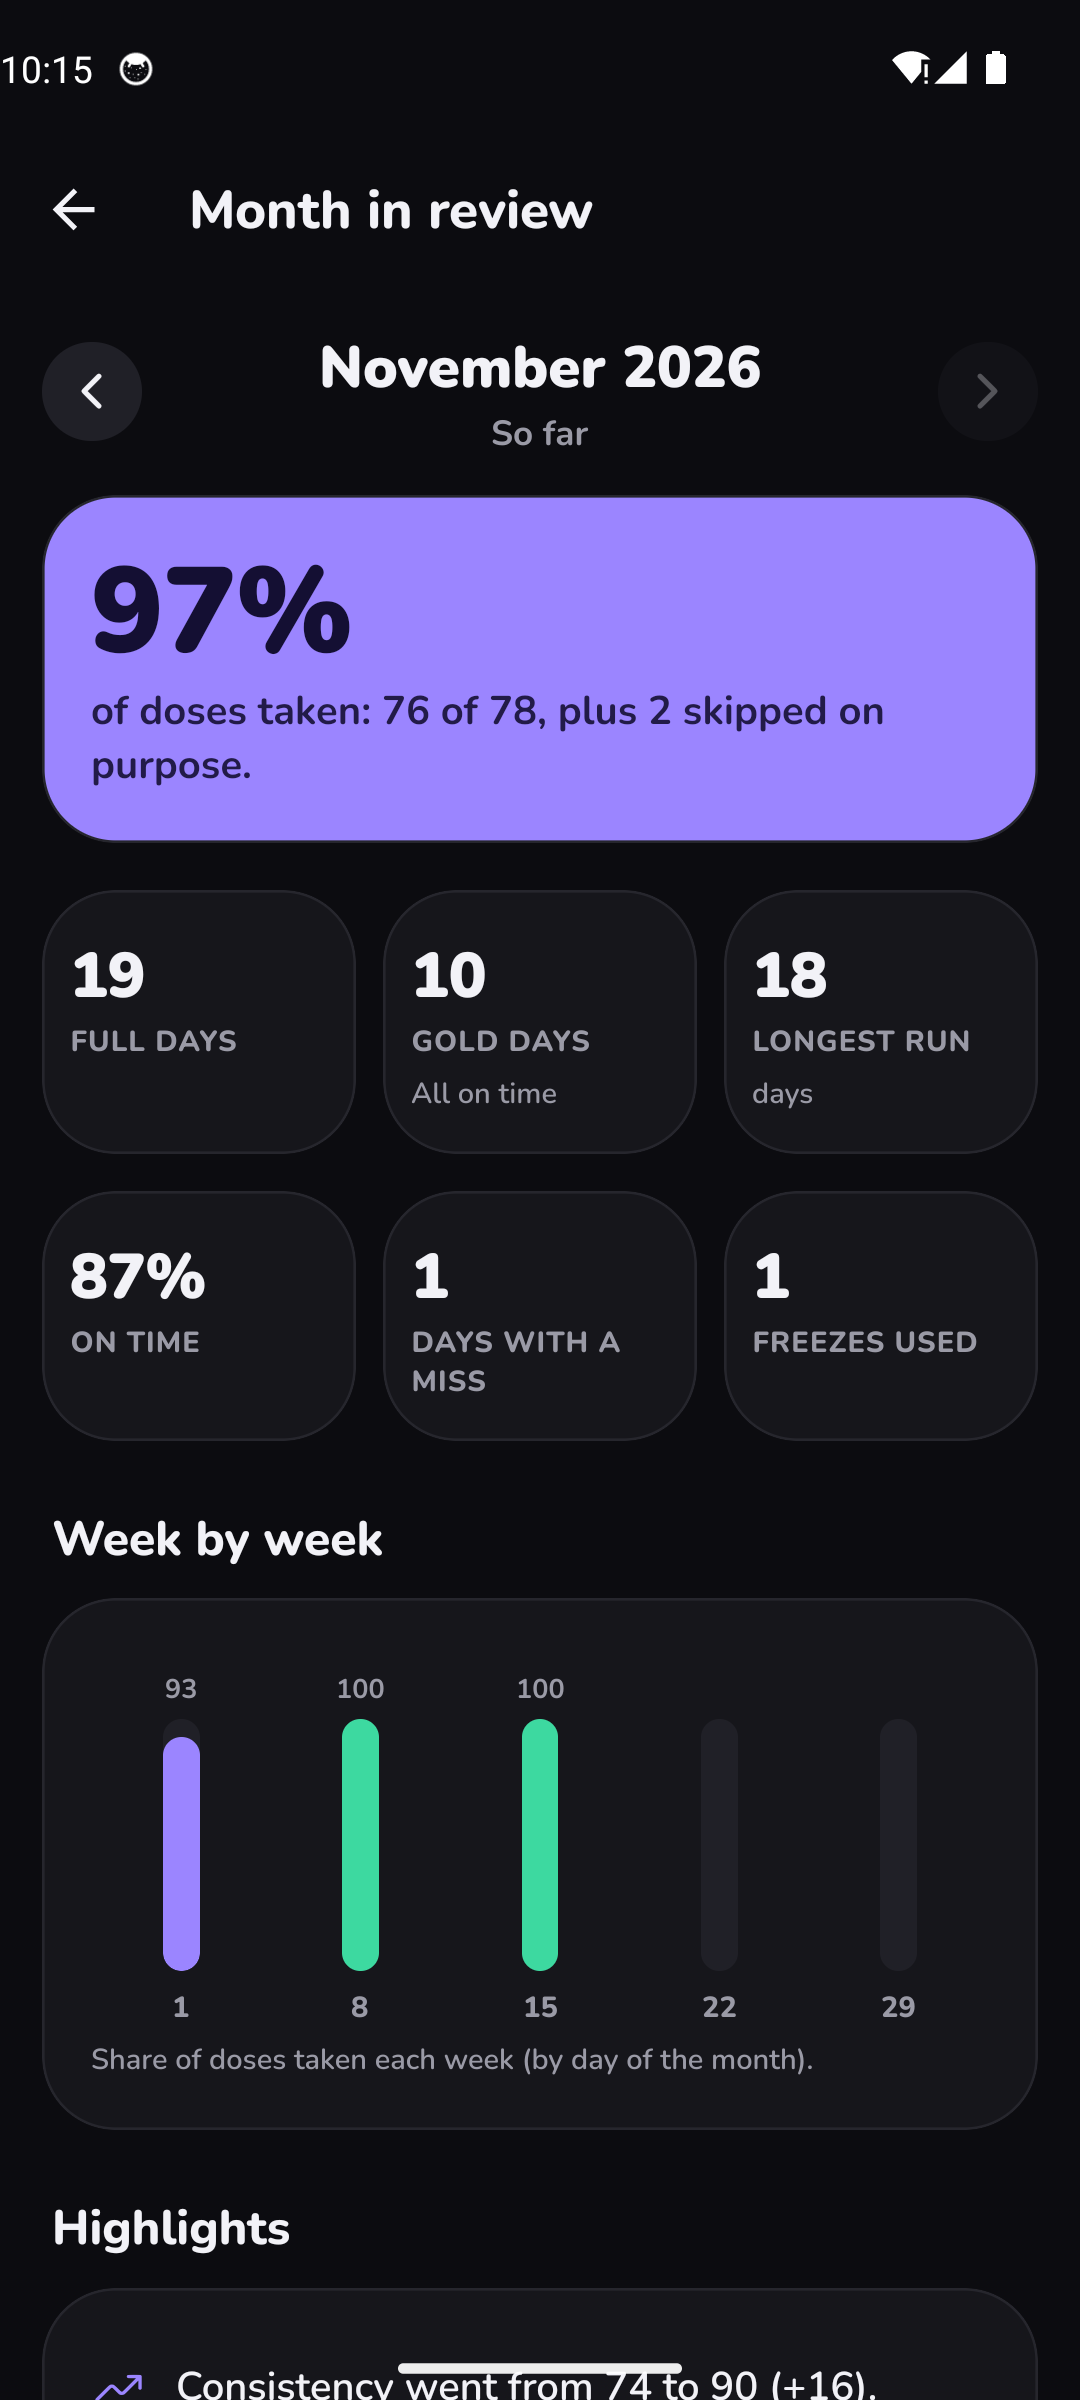 10:15
Month in review
November 2026
So far
97%
of doses taken: 76 of 78, plus 2 skipped on
purpose.
19
FULL DAYS
10
GOLD DAYS
All on time
18
LONGEST RUN
days
87%
ON TIME
1
DAYS WITH A
MISS
1
FREEZES USED
Week by week
93 100 100
1 8 15 22 29
Share of doses taken each week (by day of the month).
Highlights
Consistency went from 74 to 90 (+16).